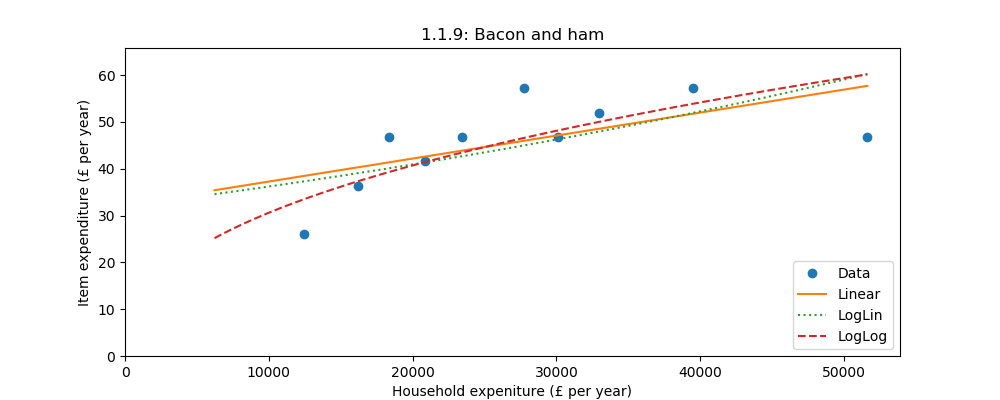 1.1.9: Bacon and ham
Item expenditure (£ per year)
60
50
40
30
20
10
0
0 10000 20000 30000 40000 50000
Household expeniture (£ per year)
Data
Linear
LogLin
LogLog